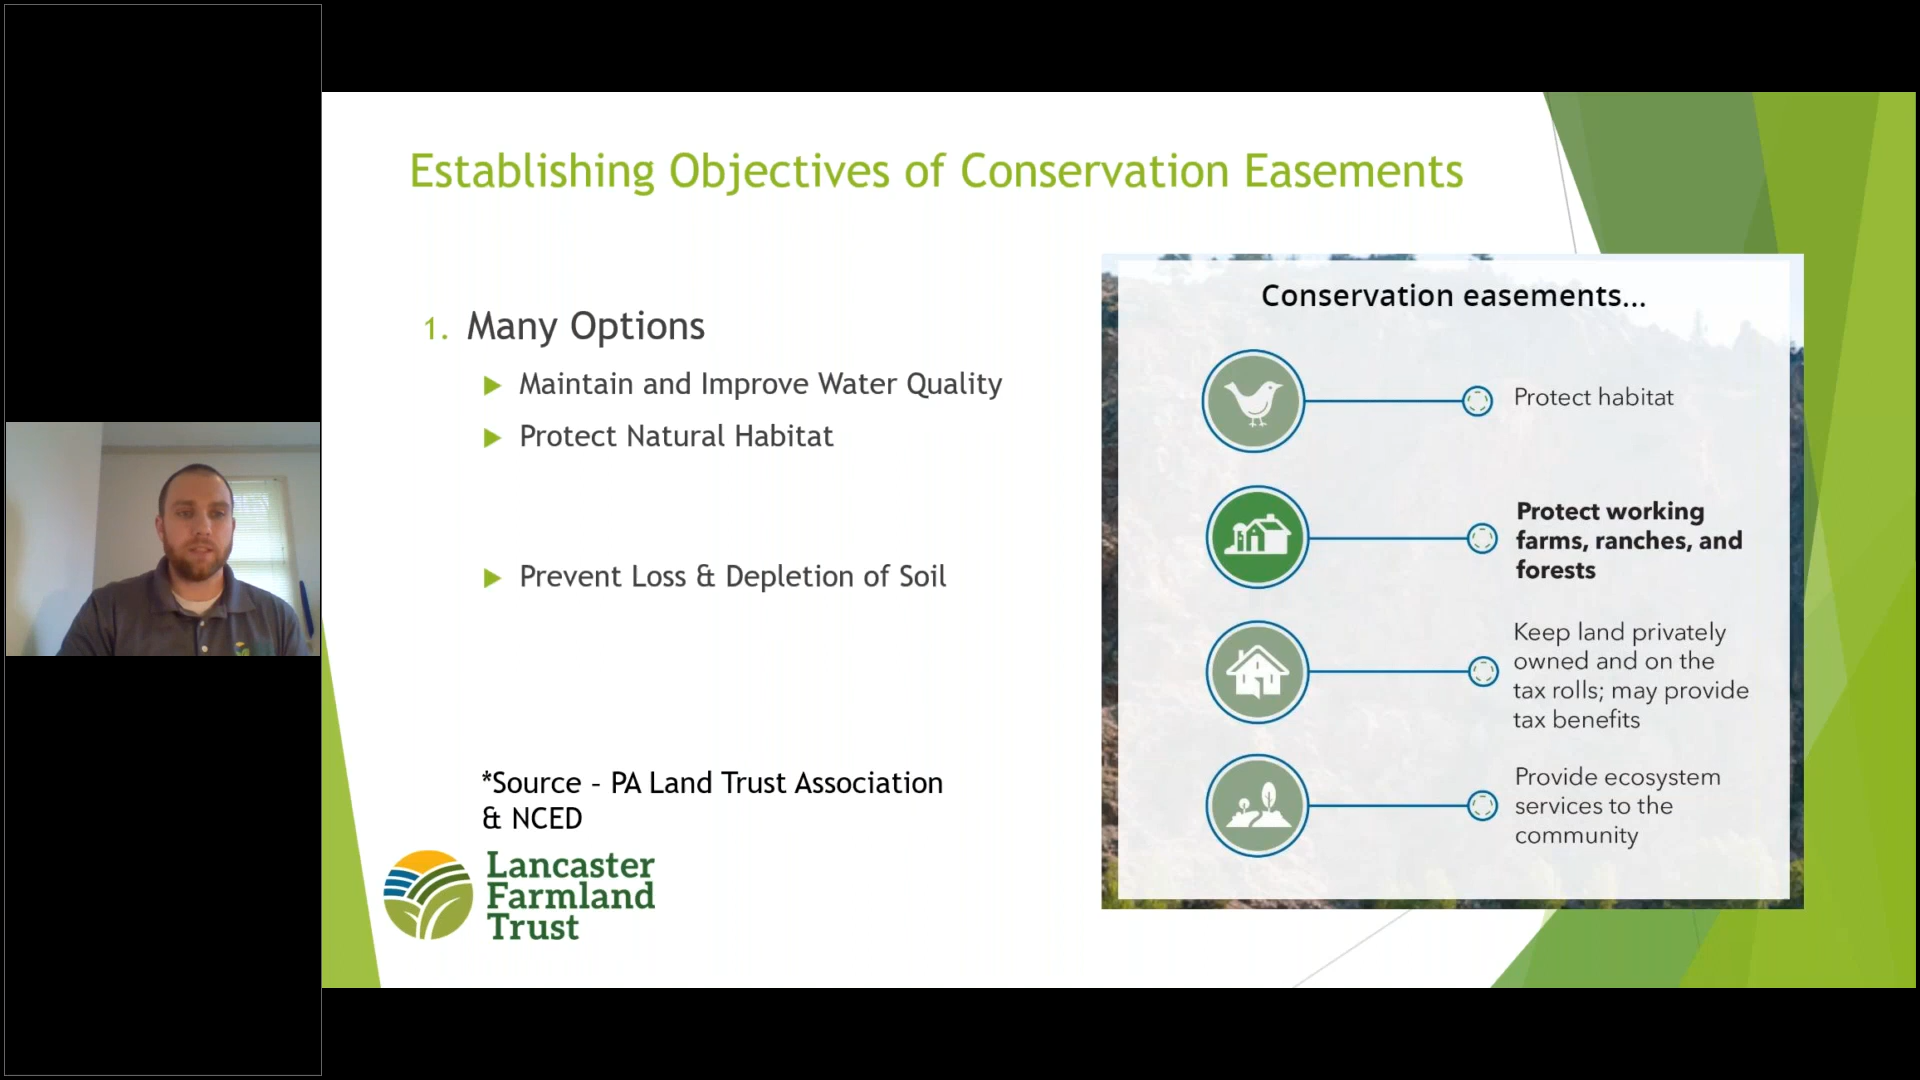 Establishing Objectives of Conservation Easements
1. Many Options
Maintain and Improve Water Quality
Protect Natural Habitat
Prevent Loss & Depletion of Soil
*Source – PA Land Trust Association
& NCED
Lancaster
Farmland
Trust
Conservation easements...
Protect habitat
Protect working
farms, ranches, and
forests
Keep land privately
owned and on the
tax rolls; may provide
tax benefits
Provide ecosystem
services to the
community